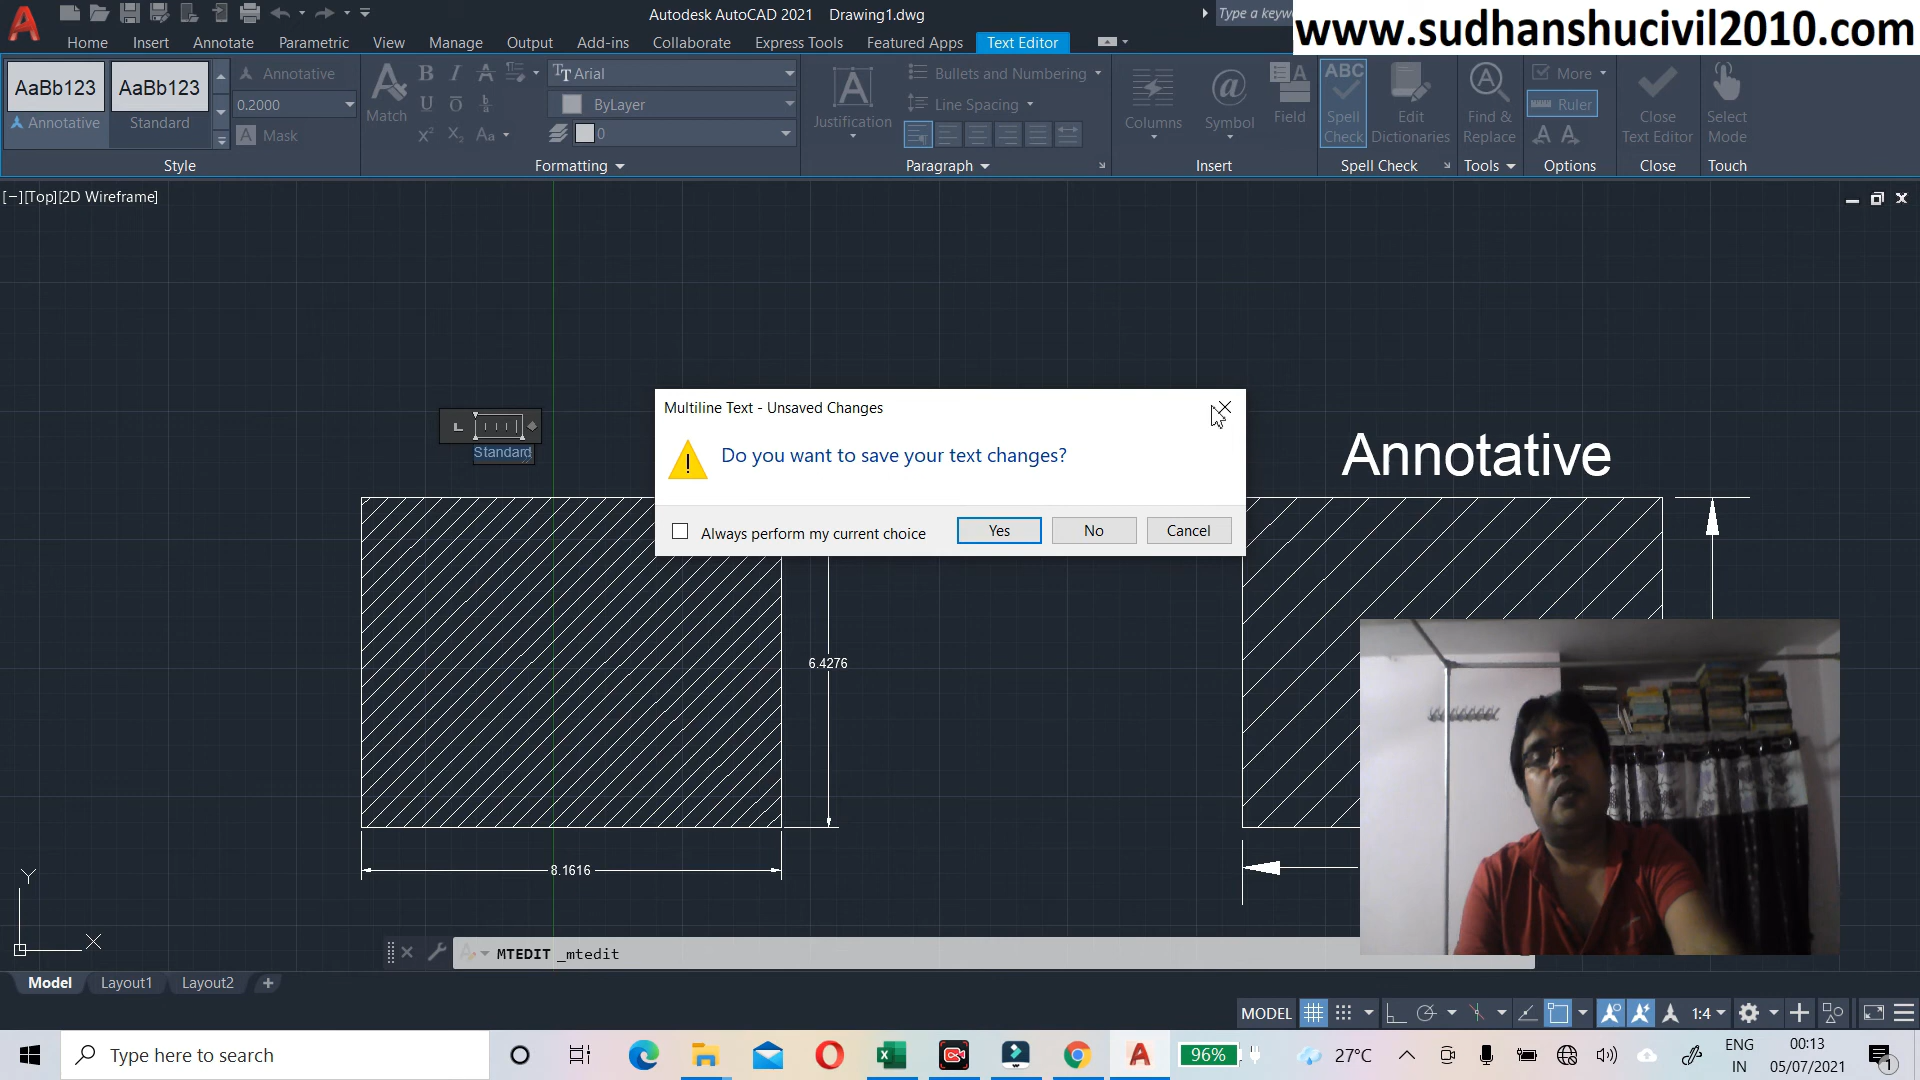 Autodesk AutoCAD 2021 Drawing1.dwg
Type a keyw
www.sudhanshucivil2010.com
Home Insert Annotate Parametric View Manage Output Add-ins Collaborate Express Tools Featured Apps Text Editor
AaBb123 AaBb123
Annotative Standard
Annotative
0.2000
Mask
Style
Match
B I A
U O b/a
X² X₂ Aa
Arial
ByLayer
0
Formatting
Justification
Bullets and Numbering
Line Spacing
Paragraph
Columns
Symbol
Field
Insert
ABC
Spell
Check
Edit
Dictionaries
Spell Check
Find &
Replace
Tools
More
Ruler
Options
Close
Text Editor
Close
Select
Mode
Touch
[−][Top][2D Wireframe]
Standard
Multiline Text - Unsaved Changes
Do you want to save your text changes?
Always perform my current choice
Yes No Cancel
Annotative
6.4276
8.1616
Y
X
MTEDIT _mtedit
Model Layout1 Layout2 +
MODEL
1:4
Type here to search
96%
27°C
ENG
IN
00:13
05/07/2021
1